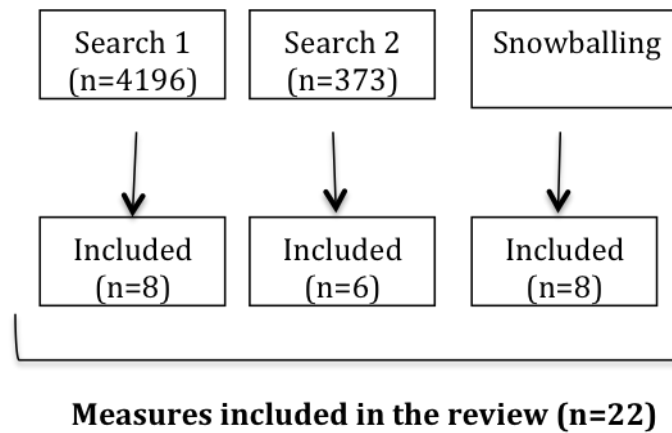 Search 1
(n=4196)
Search 2
(n=373)
Snowballing
Included
(n=8)
Included
(n=6)
Included
(n=8)
Measures included in the review (n=22)